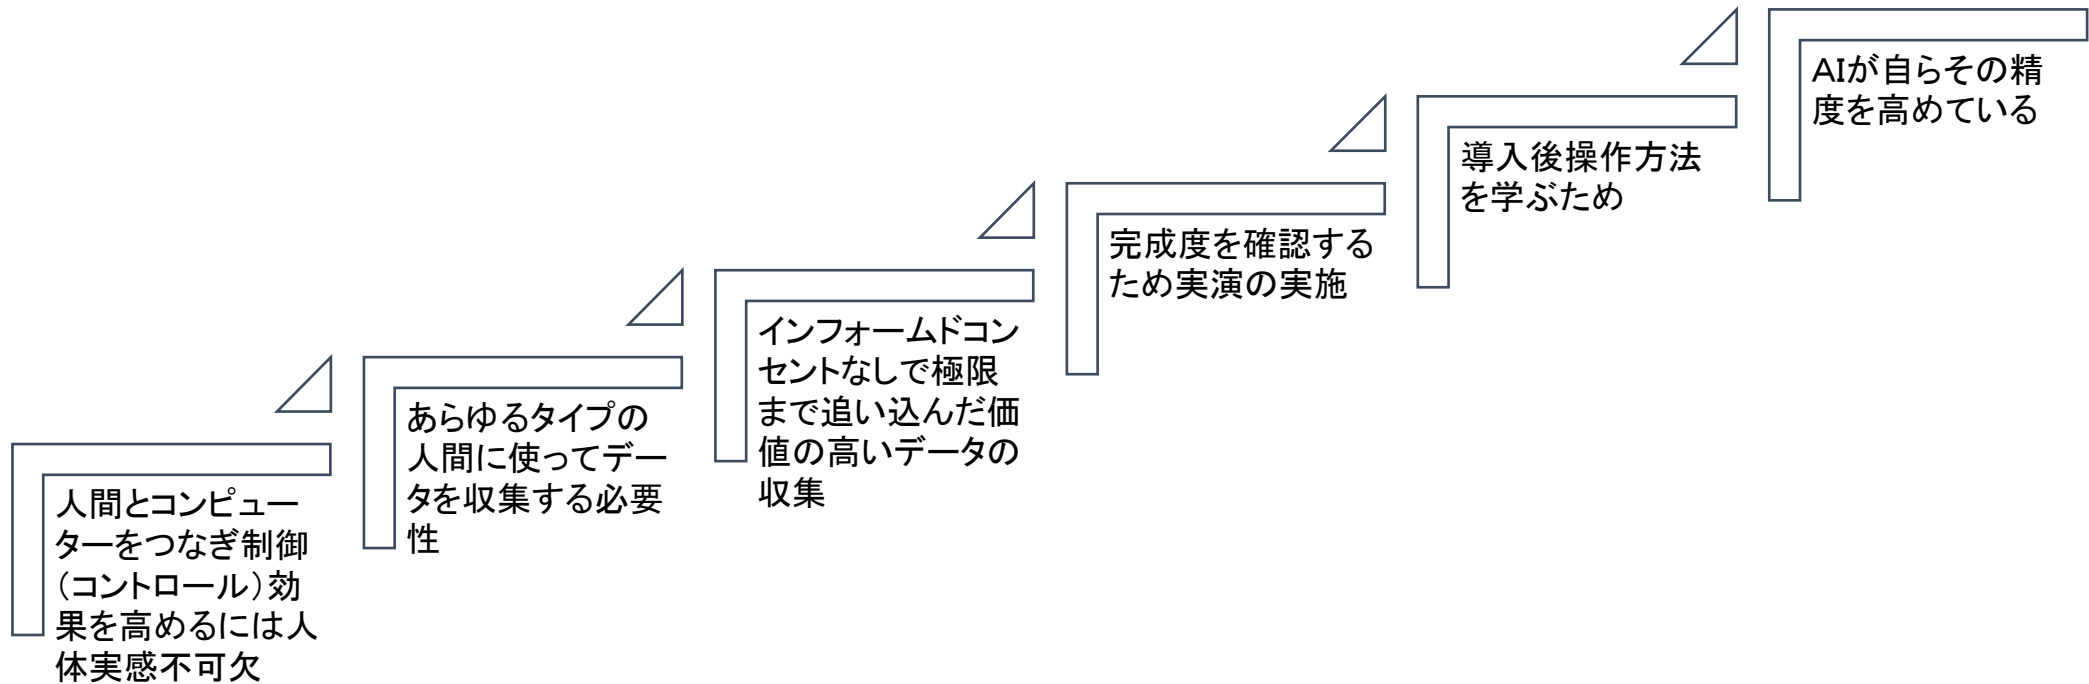 人間とコンピュー
ターをつなぎ制御
（コントロール）効
果を高めるには人
体実感不可欠
あらゆるタイプの
人間に使ってデー
タを収集する必要
性
インフォームドコン
セントなしで極限
まで追い込んだ価
値の高いデータの
収集
完成度を確認する
ため実演の実施
導入後操作方法
を学ぶため
AIが自らその精
度を高めている